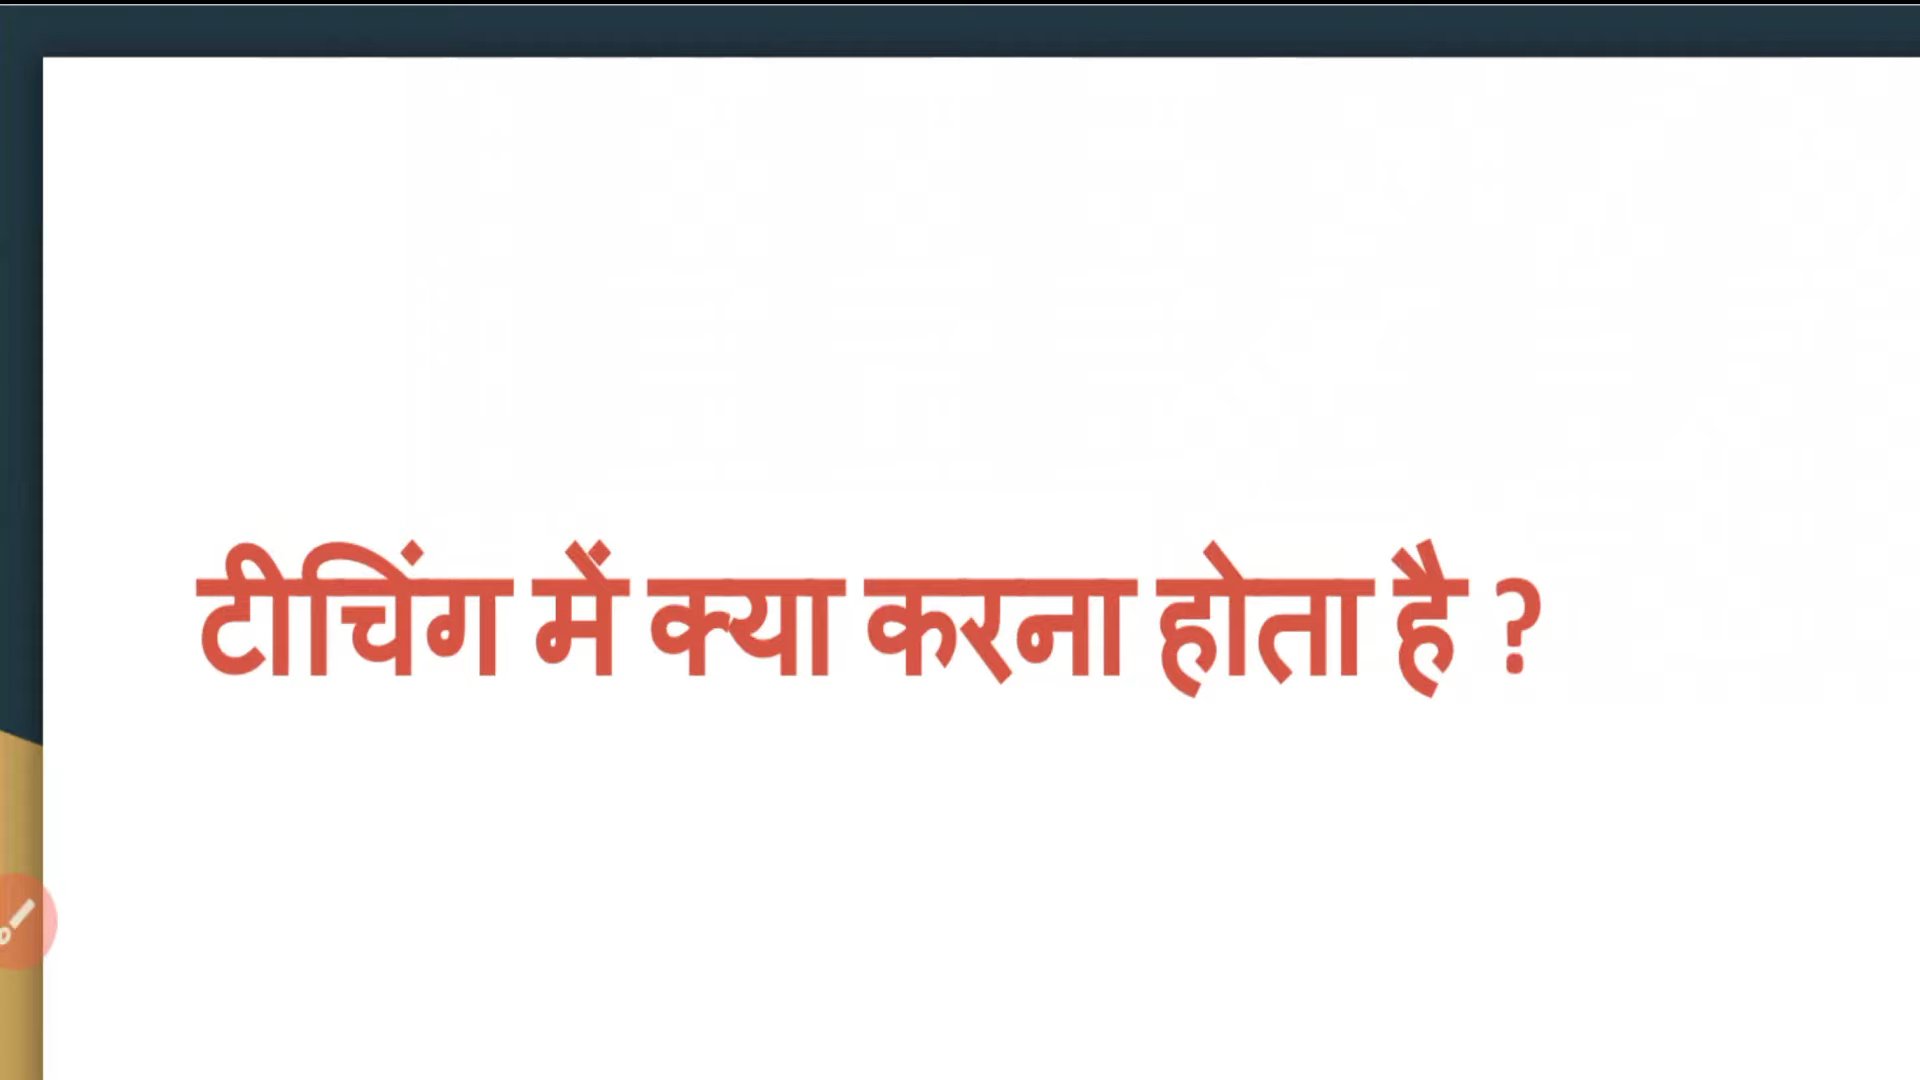 टीचिंग में क्या करना होता है ?